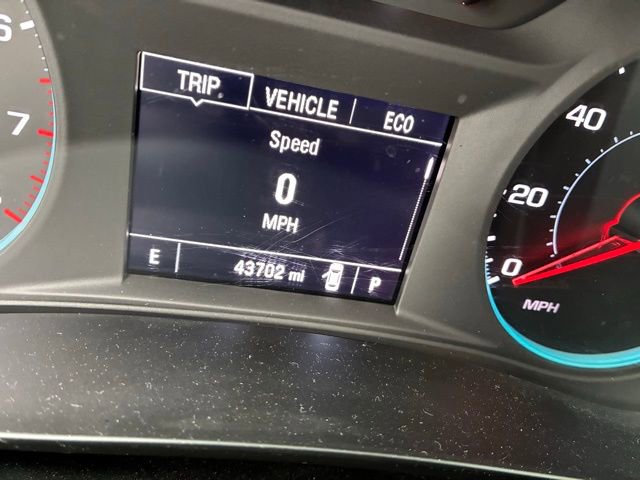 6
7
TRIP
VEHICLE
ECO
Speed
0
MPH
E
43702 mi
P
40
20
0
MPH